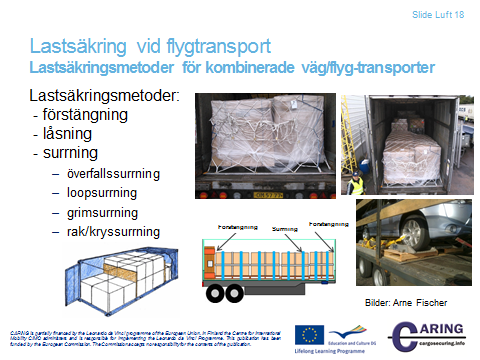 Slide Luft 18
Lastsäkring vid flygtransport
Lastsäkringsmetoder för kombinerade väg/flyg-transporter
Lastsäkringsmetoder:
- förstängning
- låsning
- surrning
– överfallssurrning
– loopsurrning
– grimsurrning
– rak/kryssurrning
Förstängning
Surrning
Förstängning
Bilder: Arne Fischer
CARING is partially financed by the Leonardo da Vinci programme of the European Union. In Finland the Centre for International
Mobility CIMO administers and is responsible for implementing the Leonardo da Vinci Programme. This publication has been
funded by the European Commission. The Commission accepts no responsibility for the contents of the publication.
Education and Culture DG
Lifelong Learning Programme
CARING
cargosecuring.info